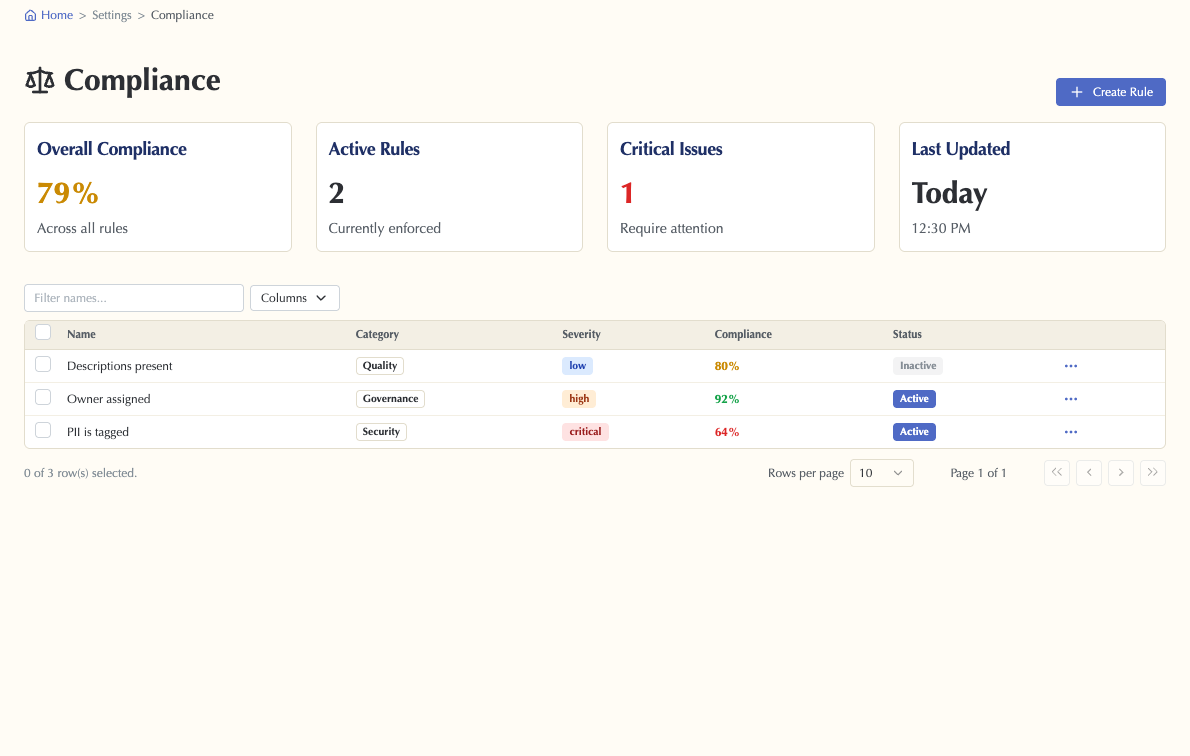 Home > Settings > Compliance
Compliance
Create Rule
Overall Compliance
79%
Across all rules
Active Rules
2
Currently enforced
Critical Issues
1
Require attention
Last Updated
Today
12:30 PM
Filter names...
Columns
Name Category Severity Compliance Status
Descriptions present Quality low 80% Inactive
Owner assigned Governance high 92% Active
PII is tagged Security critical 64% Active
0 of 3 row(s) selected.
Rows per page 10
Page 1 of 1